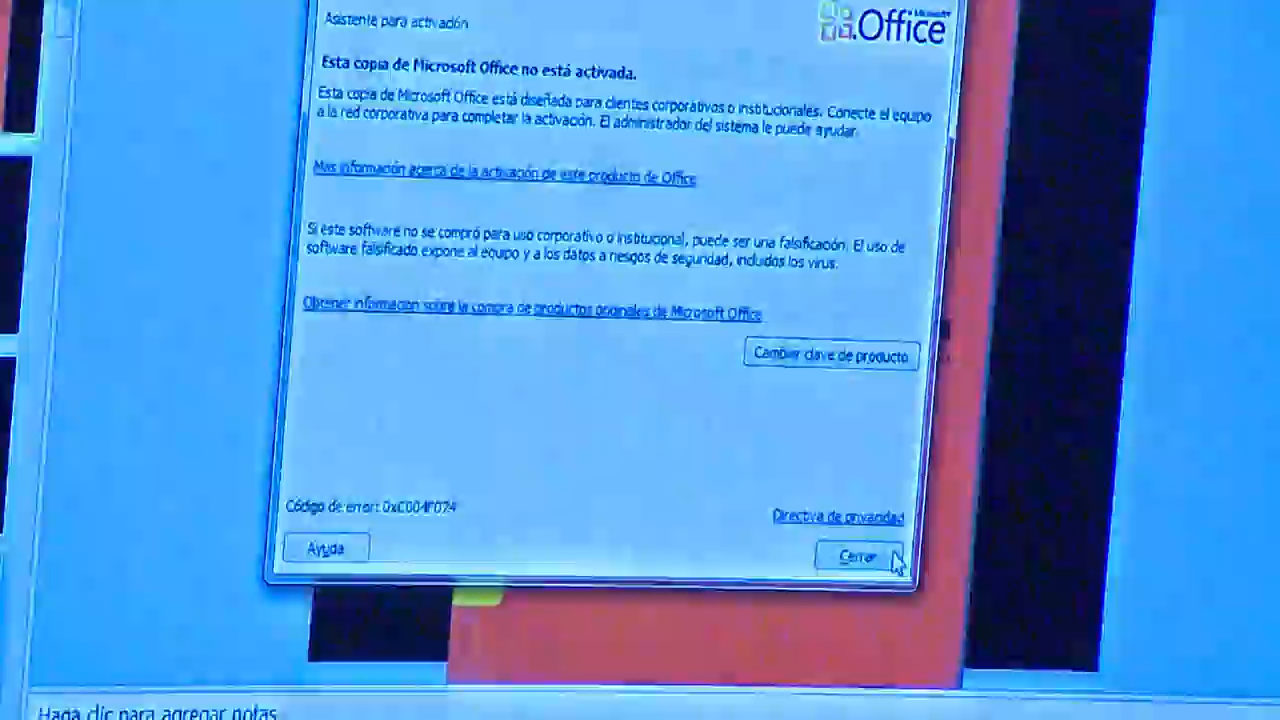 Asistente para activación
Microsoft
Office
Esta copia de Microsoft Office no está activada.
Esta copia de Microsoft Office está diseñada para clientes corporativos o institucionales. Conecte el equipo
a la red corporativa para completar la activación. El administrador del sistema le puede ayudar.
Más información acerca de la activación de este producto de Office
Si este software no se compró para uso corporativo o institucional, puede ser una falsificación. El uso de
software falsificado expone al equipo y a los datos a riesgos de seguridad, incluidos los virus.
Obtener información sobre la compra de productos originales de Microsoft Office
Cambiar clave de producto
Código de error: 0xC004F074
Directiva de privacidad
Ayuda
Cerrar
Haga clic para agregar notas